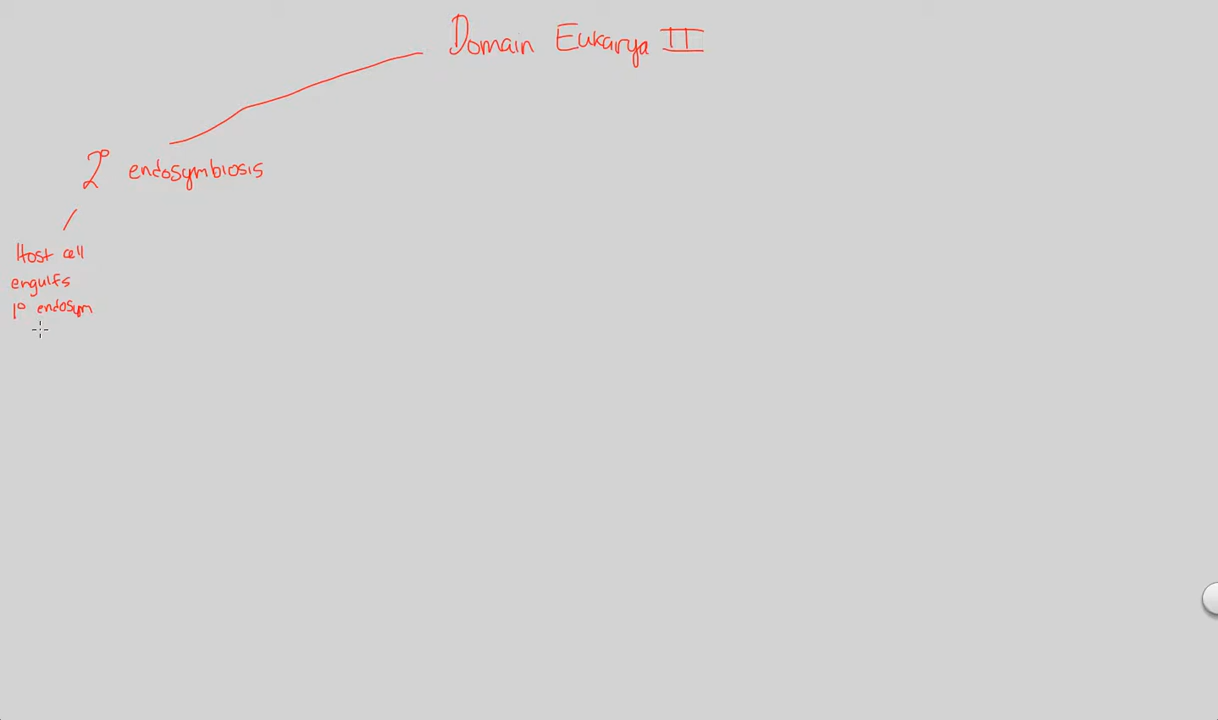 Domain Eukarya II
2° endosymbiosis
Host cell
engulfs
1° endosym